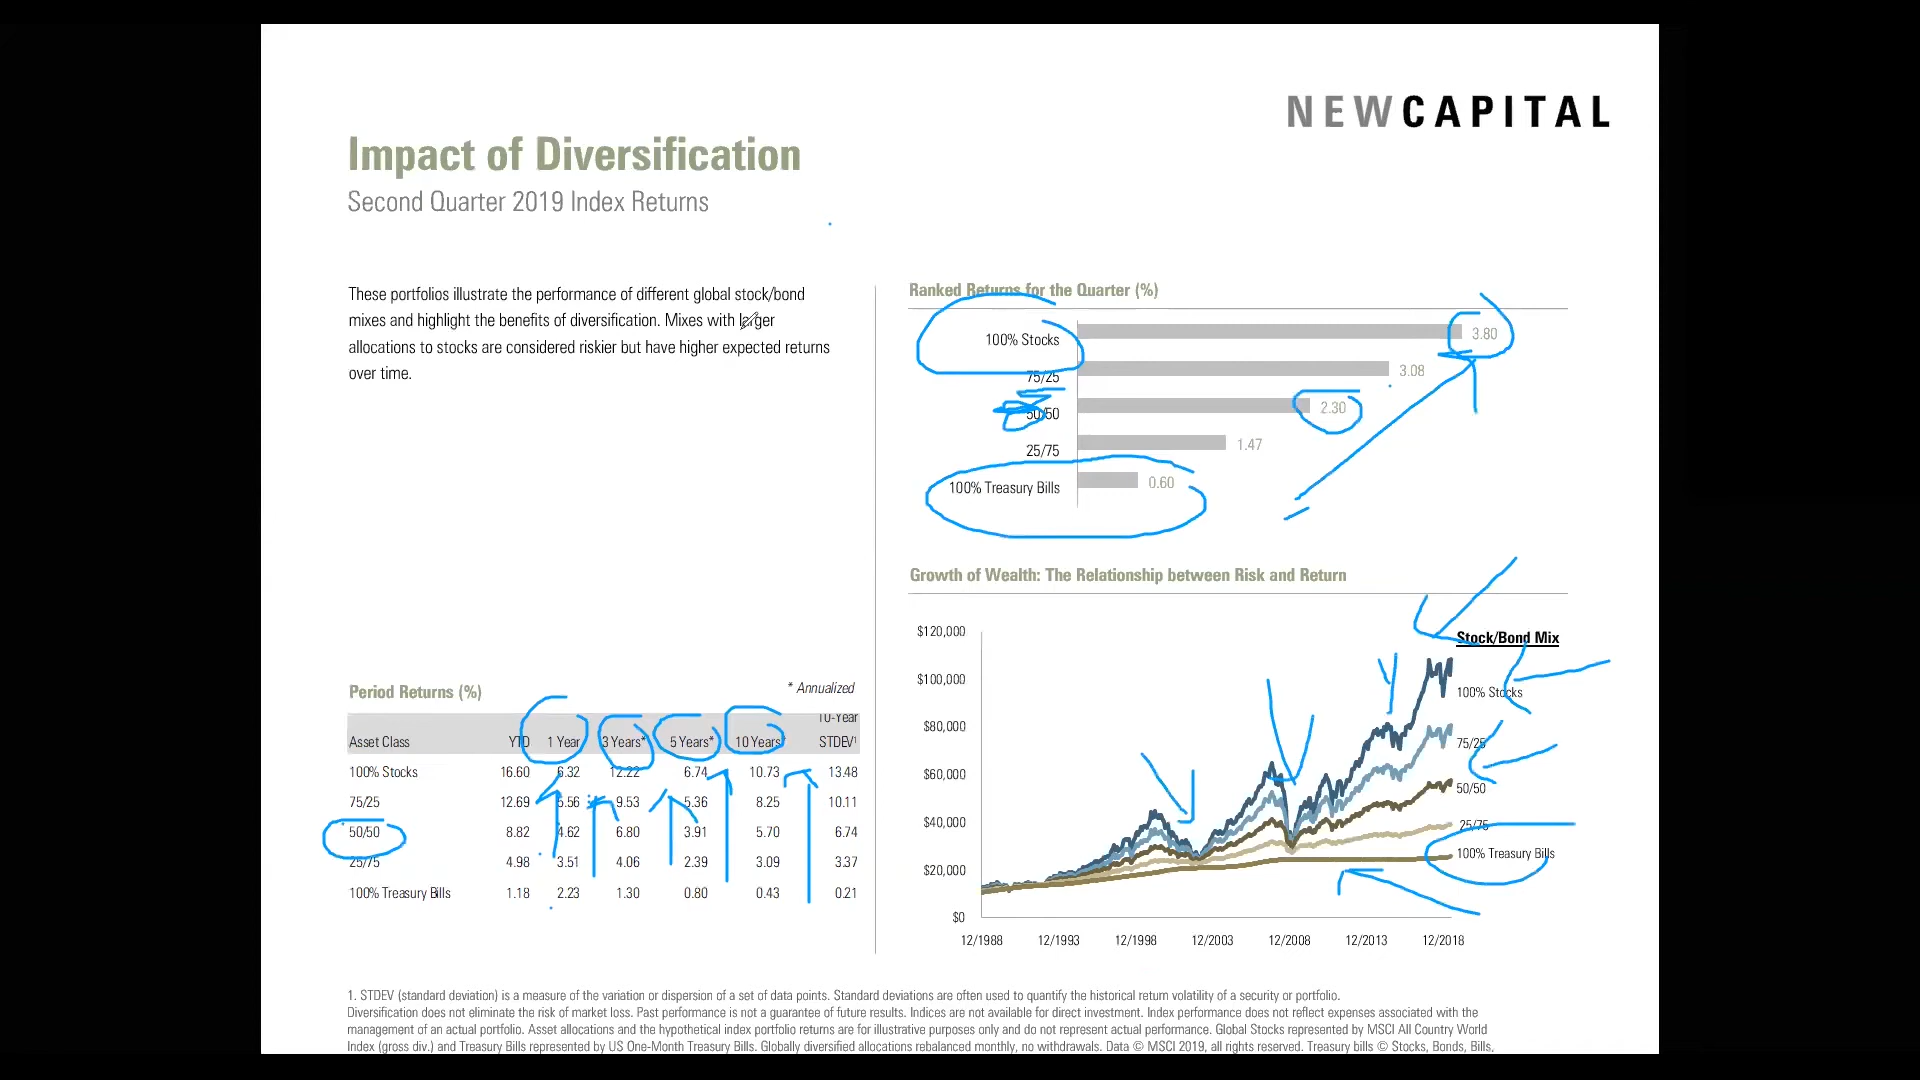 NEWCAPITAL
Impact of Diversification
Second Quarter 2019 Index Returns
These portfolios illustrate the performance of different global stock/bond
mixes and highlight the benefits of diversification. Mixes with larger
allocations to stocks are considered riskier but have higher expected returns
over time.
Ranked Returns for the Quarter (%)
100% Stocks 3.80
75/25 3.08
50/50 2.30
25/75 1.47
100% Treasury Bills 0.60
Period Returns (%) * Annualized
10-Year
Asset Class YTD 1 Year 3 Years* 5 Years* 10 Years* STDEV¹
100% Stocks 16.60 6.32 12.22 6.74 10.73 13.48
75/25 12.69 5.56 9.53 5.36 8.25 10.11
50/50 8.82 4.62 6.80 3.91 5.70 6.74
25/75 4.98 3.51 4.06 2.39 3.09 3.37
100% Treasury Bills 1.18 2.23 1.30 0.80 0.43 0.21
Growth of Wealth: The Relationship between Risk and Return
$120,000
$100,000
$80,000
$60,000
$40,000
$20,000
$0
12/1988 12/1993 12/1998 12/2003 12/2008 12/2013 12/2018
Stock/Bond Mix
100% Stocks
75/25
50/50
25/75
100% Treasury Bills
1. STDEV (standard deviation) is a measure of the variation or dispersion of a set of data points. Standard deviations are often used to quantify the historical return volatility of a security or portfolio.
Diversification does not eliminate the risk of market loss. Past performance is not a guarantee of future results. Indices are not available for direct investment. Index performance does not reflect expenses associated with the
management of an actual portfolio. Asset allocations and the hypothetical index portfolio returns are for illustrative purposes only and do not represent actual performance. Global Stocks represented by MSCI All Country World
Index (gross div.) and Treasury Bills represented by US One-Month Treasury Bills. Globally diversified allocations rebalanced monthly, no withdrawals. Data © MSCI 2019, all rights reserved. Treasury bills © Stocks, Bonds, Bills,